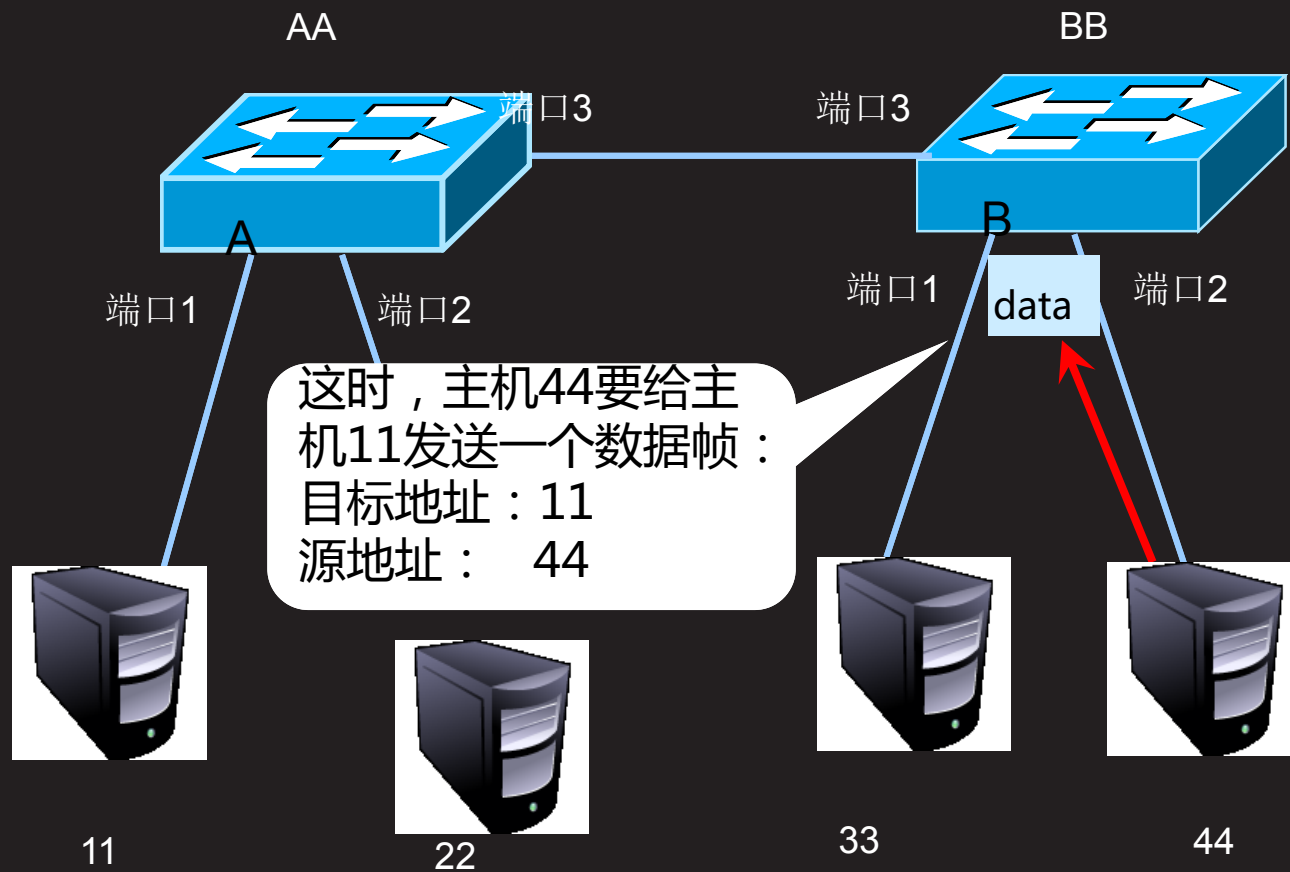 AA
BB
端口3
端口3
A
B
端口1
端口2
端口1
data
端口2
这时，主机44要给主
机11发送一个数据帧：
目标地址：11
源地址： 44
11
22
33
44